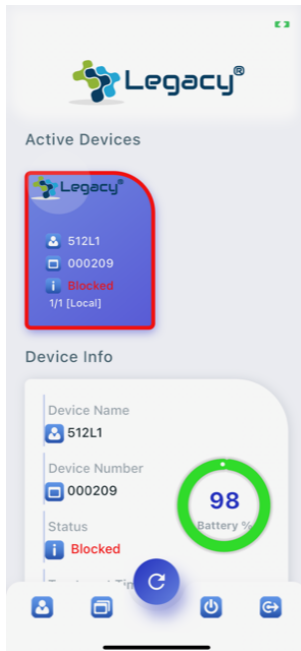 Legacy®
Active Devices
Legacy®
512L1
000209
Blocked
1/1 [Local]
Device Info
Device Name
512L1
Device Number
000209
Status
Blocked
98
Battery %